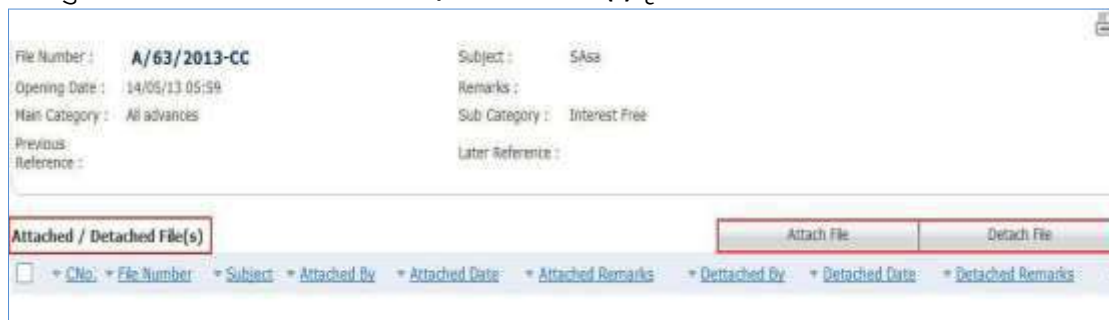 File Number : A/63/2013-CC Subject : SAsa
Opening Date : 14/05/13 05:59 Remarks :
Main Category : All advances Sub Category : Interest Free
Previous Reference : Later Reference :
Attached / Detached File(s) Attach File Detach File
CNo. File Number Subject Attached By Attached Date Attached Remarks Dettached By Detached Date Detached Remarks